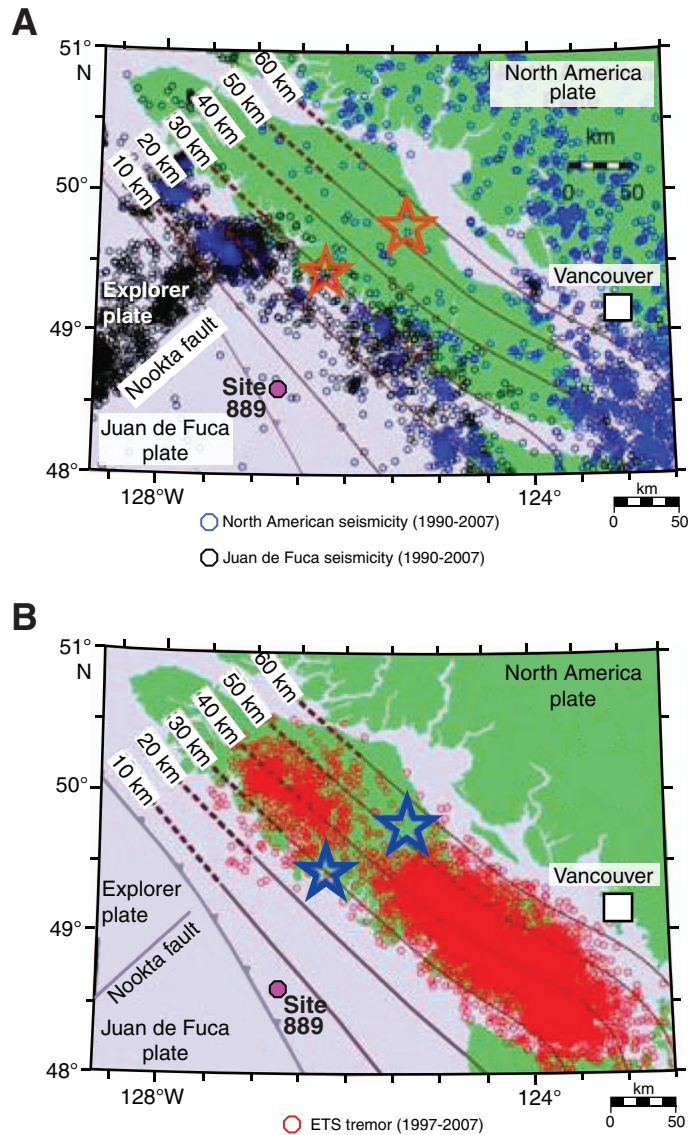 A
51°
N
60 km
50 km
40 km
30 km
20 km
10 km
North America
plate
km
0 50
50°
Vancouver
Explorer
plate
49°
Nookta fault
Site
889
Juan de Fuca
plate
48°
128°W
124°
km
0 50
North American seismicity (1990-2007)
Juan de Fuca seismicity (1990-2007)
B
51°
N
60 km
50 km
40 km
30 km
20 km
10 km
North America
plate
50°
Vancouver
Explorer
plate
49°
Nookta fault
Site
889
Juan de Fuca
plate
48°
128°W
124°
km
0 50
ETS tremor (1997-2007)